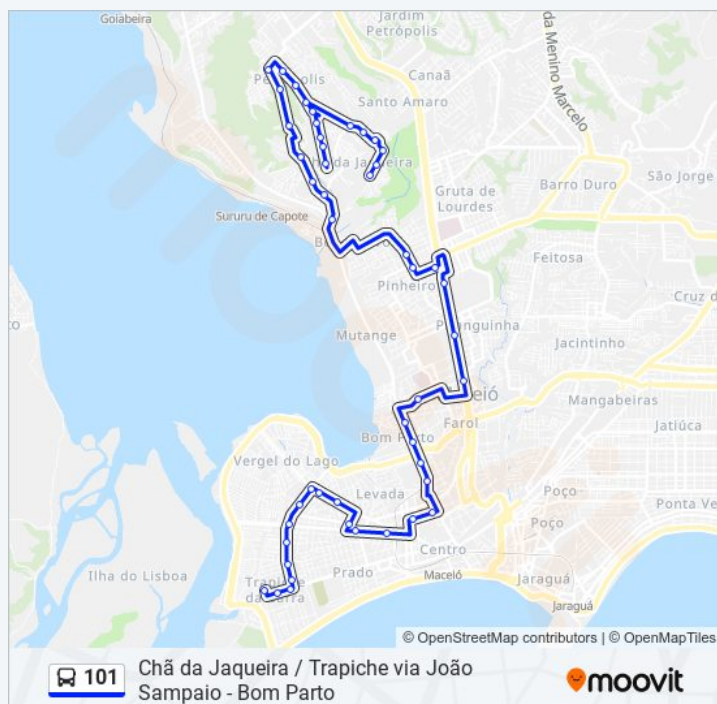 Goiabeira
Jardim
Petrópolis
da Menino Marcelo
Canaã
Santo Amaro
São Jorge
Barro Duro
Gruta de
Lourdes
Sururu de Capote
Feitosa
Pinheiro
Cruz d
Mutange
Jacintinho
Mangabeiras
Farol
Jatiúca
Bom Parto
Vergel do Lago
Levada
Poço
Ponta Ve
Poço
Centro
Ilha do Lisboa
Prado
Jaraguá
Maceió
Trapiche
da Barra
Jaraguá
© OpenStreetMap contributors | © OpenMapTiles
101
Chã da Jaqueira / Trapiche via João
Sampaio - Bom Parto
moovit